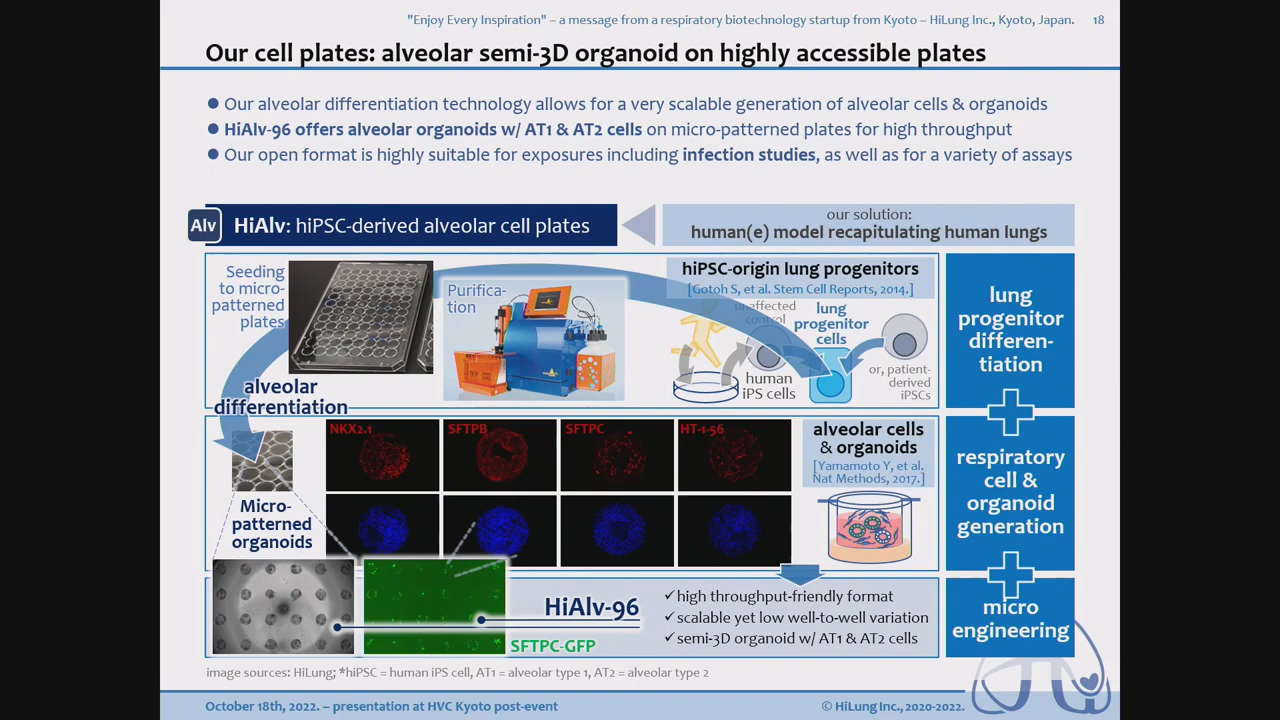 "Enjoy Every Inspiration" – a message from a respiratory biotechnology startup from Kyoto – HiLung Inc., Kyoto, Japan. 18
Our cell plates: alveolar semi-3D organoid on highly accessible plates
● Our alveolar differentiation technology allows for a very scalable generation of alveolar cells & organoids
● HiAlv-96 offers alveolar organoids w/ AT1 & AT2 cells on micro-patterned plates for high throughput
● Our open format is highly suitable for exposures including infection studies, as well as for a variety of assays
Alv
HiAlv: hiPSC-derived alveolar cell plates
our solution:
human(e) model recapitulating human lungs
Seeding
to micro-
patterned
plates
Purifica-
tion
hiPSC-origin lung progenitors
[Gotoh S, et al. Stem Cell Reports, 2014.]
unaffected
control
lung
progenitor
cells
human
iPS cells
or, patient-
derived
iPSCs
lung
progenitor
differen-
tiation
alveolar
differentiation
NKX2.1
SFTPB
SFTPC
HT-1-56
alveolar cells
& organoids
[Yamamoto Y, et al.
Nat Methods, 2017.]
respiratory
cell &
organoid
generation
Micro-
patterned
organoids
HiAlv-96
SFTPC-GFP
✓ high throughput-friendly format
✓ scalable yet low well-to-well variation
✓ semi-3D organoid w/ AT1 & AT2 cells
micro
engineering
image sources: HiLung; *hiPSC = human iPS cell, AT1 = alveolar type 1, AT2 = alveolar type 2
October 18th, 2022. – presentation at HVC Kyoto post-event
© HiLung Inc., 2020-2022.